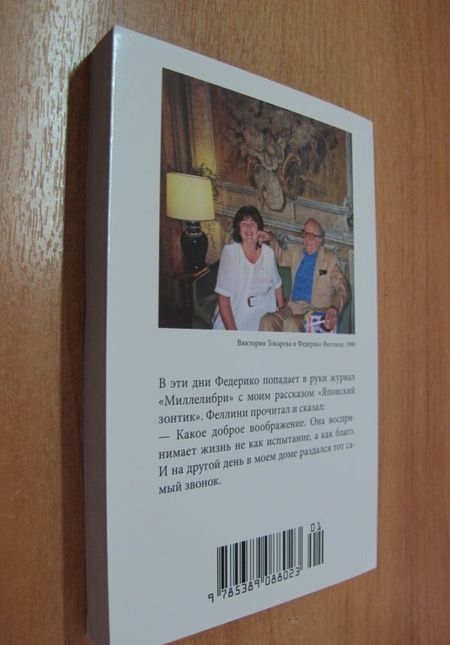 Виктория Токарева и Федерико Феллини, 1990
В эти дни Федерико попадает в руки журнал
«Миллелибри» с моим рассказом «Японский
зонтик». Феллини прочитал и сказал:
— Какое доброе воображение. Она воспри-
нимает жизнь не как испытание, а как благо.
И на другой день в моем доме раздался тот са-
мый звонок.
01
9 785389 088023